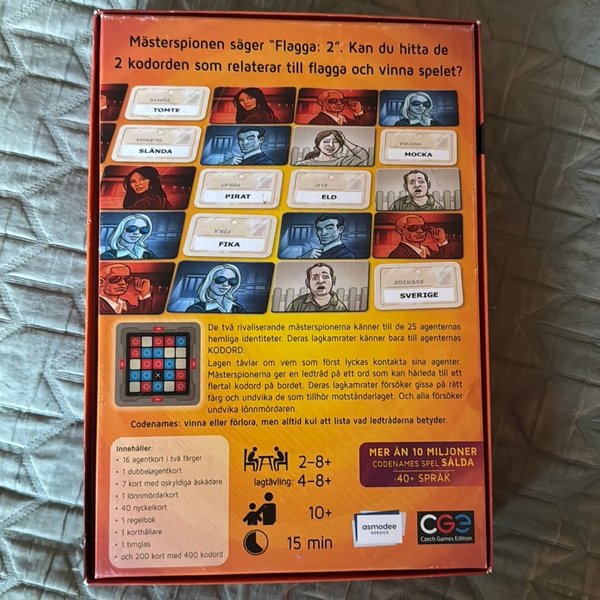 Mästerspionen säger “Flagga: 2”. Kan du hitta de
2 kodorden som relaterar till flagga och vinna spelet?
TOMTE
TOMTE
SLÄNDA
SLÄNDA
MOCKA
MOCKA
PIRAT
PIRAT
ELD
ELD
FIKA
FIKA
SVERIGE
SVERIGE
De två rivaliserande mästerspionerna känner till de 25 agenternas
hemliga identiteter. Deras lagkamrater känner bara till agenternas
KODORD.
Lagen tävlar om vem som först lyckas kontakta sina agenter.
Mästerspionerna ger en ledtråd på ett ord som kan härleda till ett
flertal kodord på bordet. Deras lagkamrater försöker gissa på rätt
färg och undvika de som tillhör motståndarlaget. Och alla försöker
undvika lönnmördaren.
Codenames: vinna eller förlora, men alltid kul att lista vad ledtrådarna betyder.
Innehåller:
• 16 agentkort i två färger
• 1 dubbelagentkort
• 7 kort med oskyldiga åskådare
• 1 lönnmördarkort
• 40 nyckelkort
• 1 regelbok
• 1 korthållare
• 1 timglas
• och 200 kort med 400 kodord
2–8+
lagtävling: 4–8+
10+
15 min
MER ÄN 10 MILJONER
CODENAMES SPEL SÅLDA
40+ SPRÅK
asmodee
NORDICS
CGE
Czech Games Edition